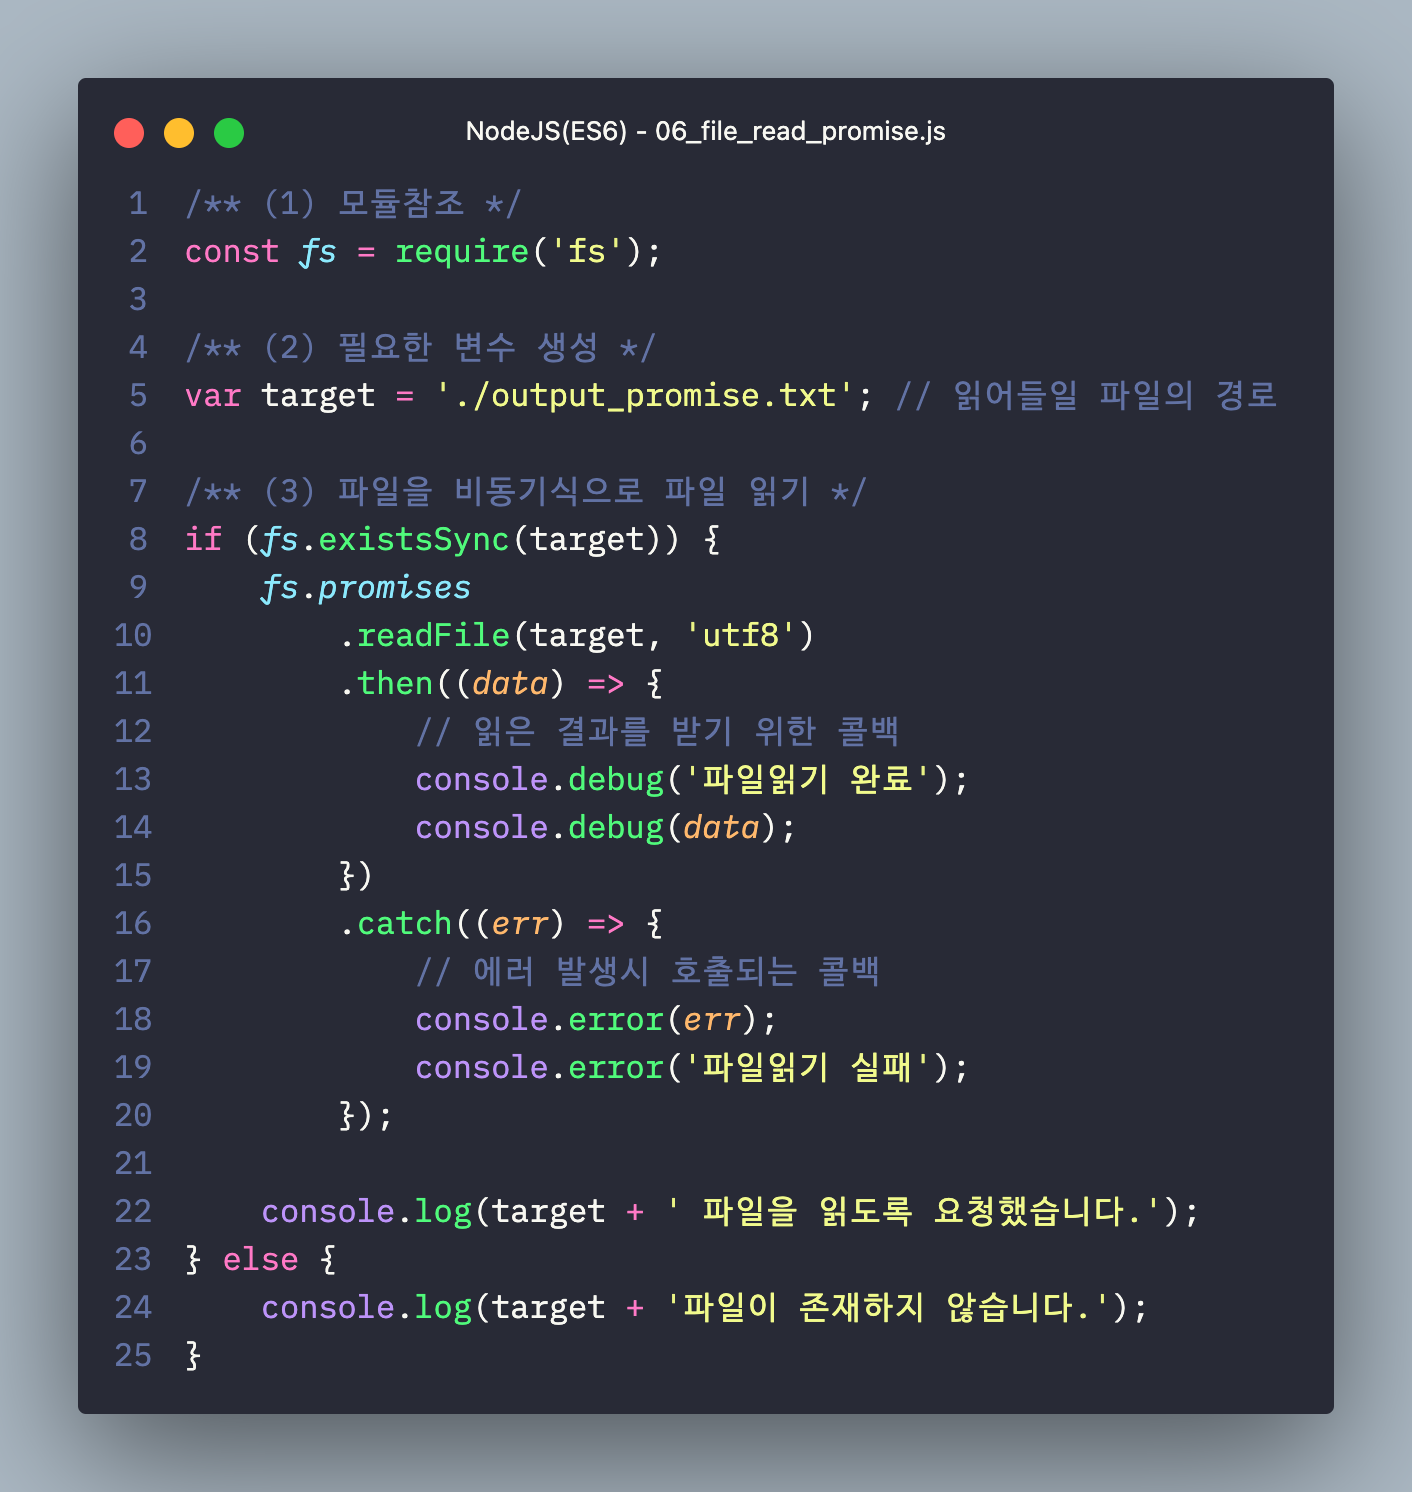 NodeJS(ES6) - 06_file_read_promise.js
1 /** (1) 모듈참조 */
2 const fs = require('fs');
3
4 /** (2) 필요한 변수 생성 */
5 var target = './output_promise.txt'; // 읽어들일 파일의 경로
6
7 /** (3) 파일을 비동기식으로 파일 읽기 */
8 if (fs.existsSync(target)) {
9     fs.promises
10         .readFile(target, 'utf8')
11         .then((data) => {
12             // 읽은 결과를 받기 위한 콜백
13             console.debug('파일읽기 완료');
14             console.debug(data);
15         })
16         .catch((err) => {
17             // 에러 발생시 호출되는 콜백
18             console.error(err);
19             console.error('파일읽기 실패');
20         });
21
22     console.log(target + ' 파일을 읽도록 요청했습니다.');
23 } else {
24     console.log(target + '파일이 존재하지 않습니다.');
25 }